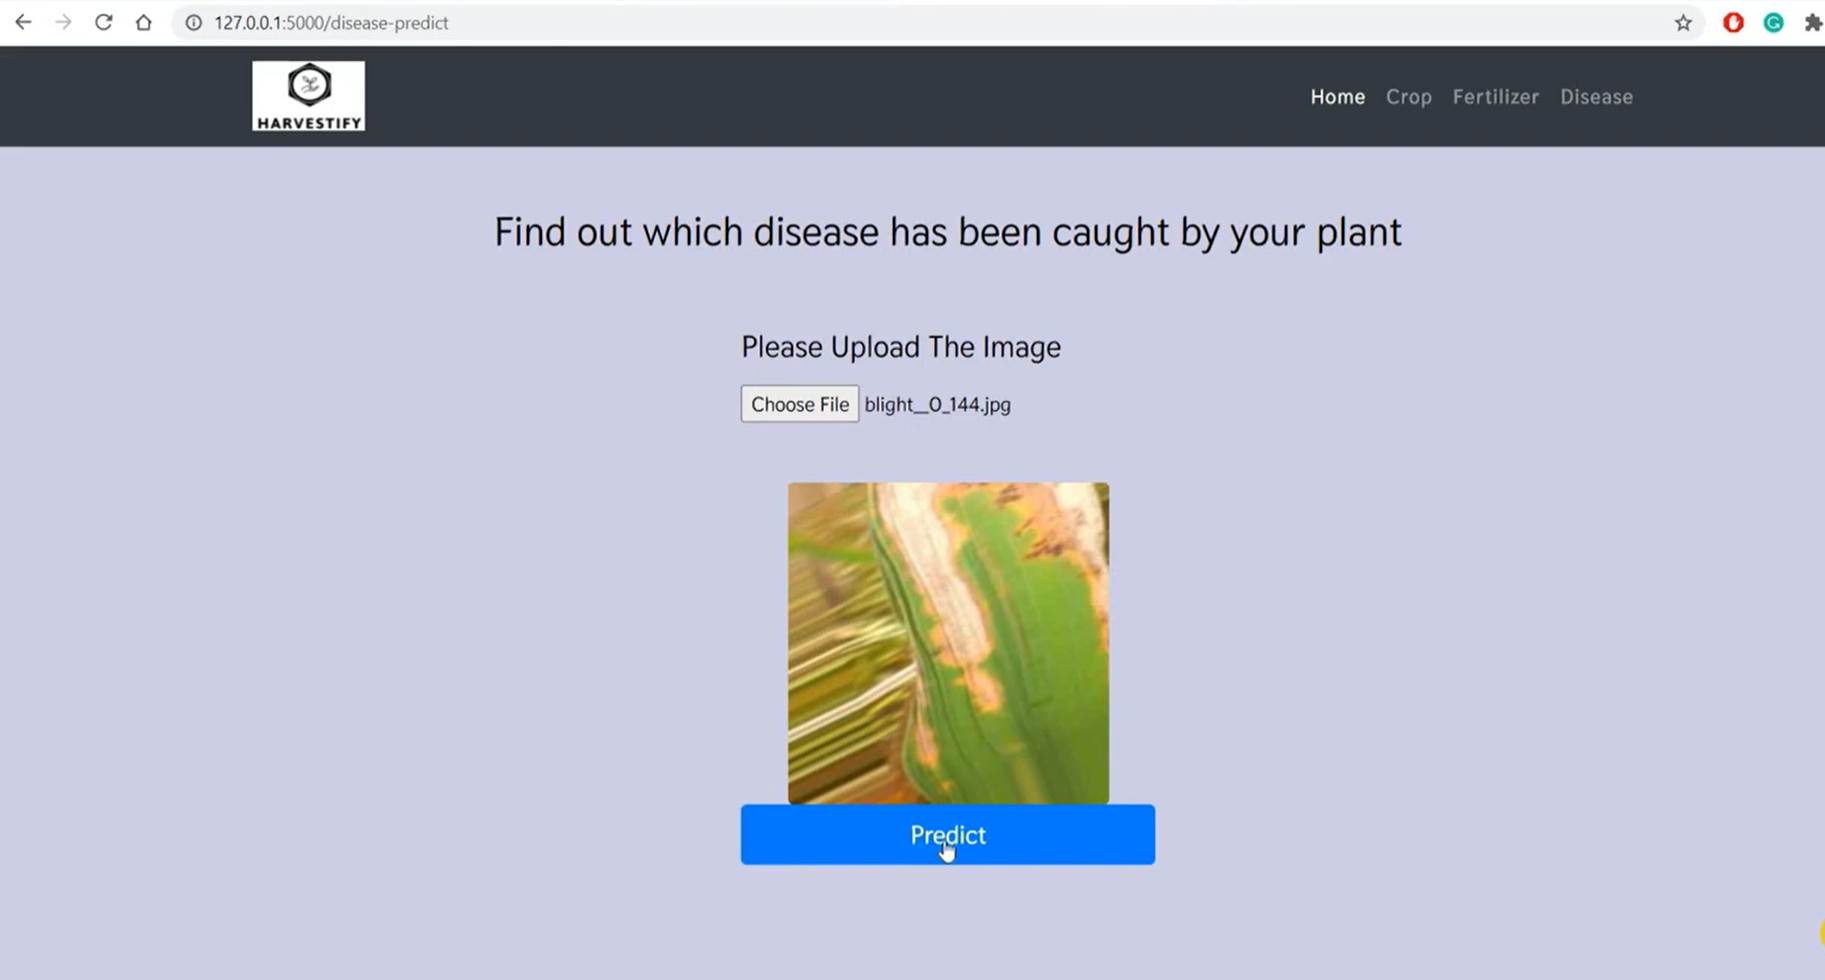 127.0.0.1:5000/disease-predict
HARVESTIFY
Home Crop Fertilizer Disease
Find out which disease has been caught by your plant
Please Upload The Image
Choose File blight__0_144.jpg
Predict